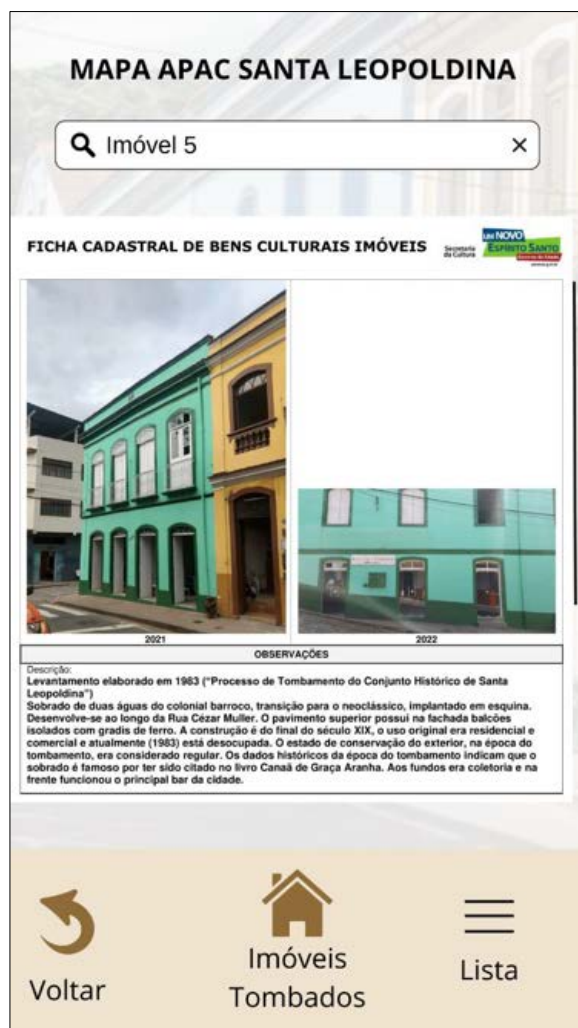 MAPA APAC SANTA LEOPOLDINA
Imóvel 5
FICHA CADASTRAL DE BENS CULTURAIS IMÓVEIS
Secretaria
da Cultura
UM NOVO
ESPÍRITO SANTO
Governo do Estado
2021
2022
OBSERVAÇÕES
Descrição:
Levantamento elaborado em 1983 (“Processo de Tombamento do Conjunto Histórico de Santa
Leopoldina”)
Sobrado de duas águas do colonial barroco, transição para o neoclássico, implantado em esquina.
Desenvolve-se ao longo da Rua Cézar Muller. O pavimento superior possui na fachada balcões
isolados com gradis de ferro. A construção é do final do século XIX, o uso original era residencial e
comercial e atualmente (1983) está desocupada. O estado de conservação do exterior, na época do
tombamento, era considerado regular. Os dados históricos da época do tombamento indicam que o
sobrado é famoso por ter sido citado no livro Canaã de Graça Aranha. Aos fundos era coletoria e na
frente funcionou o principal bar da cidade.
Voltar
Imóveis
Tombados
Lista